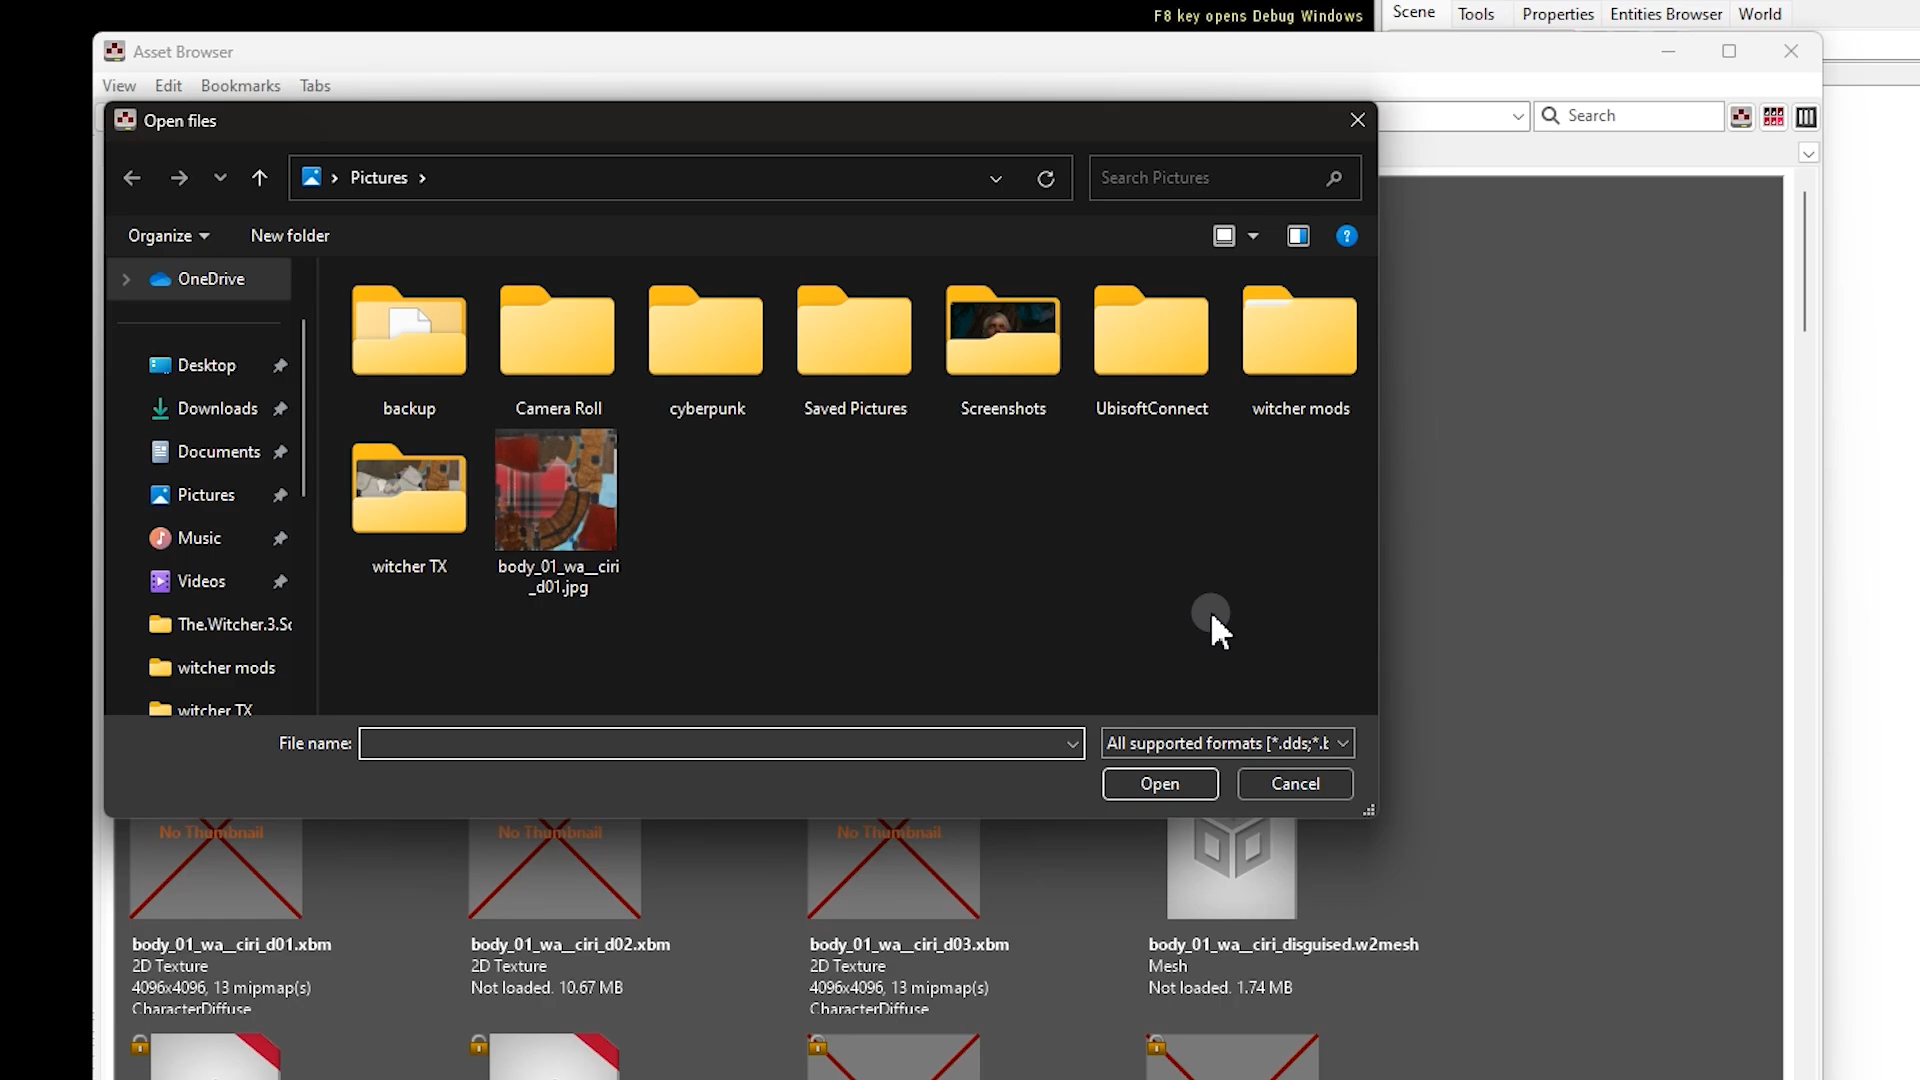 F8 key opens Debug Windows
Scene Tools Properties Entities Browser World
Asset Browser
View Edit Bookmarks Tabs
Open files
Search
Pictures
Search Pictures
Organize New folder
OneDrive
Desktop
Downloads
Documents
Pictures
Music
Videos
The.Witcher.3.Sc
witcher mods
witcher TX
backup Camera Roll cyberpunk Saved Pictures Screenshots UbisoftConnect witcher mods
witcher TX body_01_wa__ciri
_d01.jpg
File name: All supported formats [*.dds;*.b
Open Cancel
No Thumbnail No Thumbnail No Thumbnail
body_01_wa__ciri_d01.xbm body_01_wa__ciri_d02.xbm body_01_wa__ciri_d03.xbm body_01_wa__ciri_disguised.w2mesh
2D Texture 2D Texture 2D Texture Mesh
4096x4096, 13 mipmap(s) Not loaded. 10.67 MB 4096x4096, 13 mipmap(s) Not loaded. 1.74 MB
CharacterDiffuse CharacterDiffuse